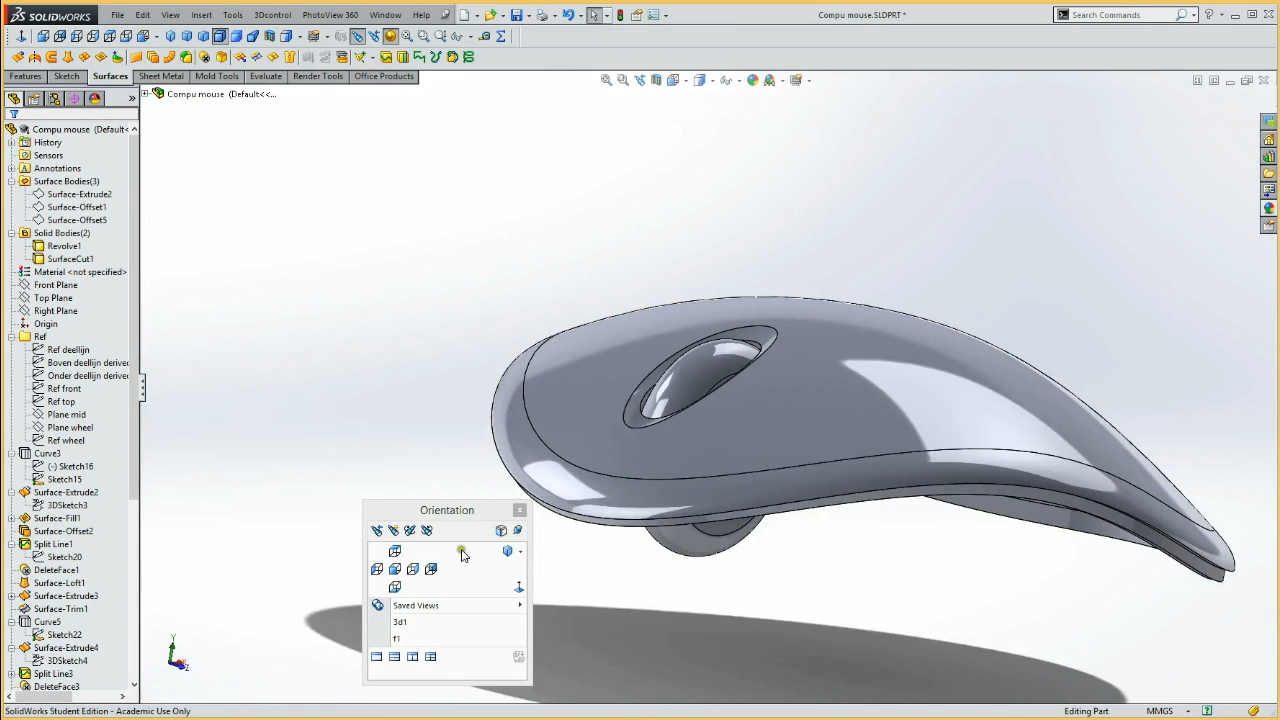 SOLIDWORKS File Edit View Insert Tools 3Dcontrol PhotoView 360 Window Help Compu mouse.SLDPRT * Search Commands
Features Sketch Surfaces Sheet Metal Mold Tools Evaluate Render Tools Office Products
Compu mouse (Default<<...
Compu mouse (Default<
History
Sensors
Annotations
Surface Bodies(3)
Surface-Extrude2
Surface-Offset1
Surface-Offset5
Solid Bodies(2)
Revolve1
SurfaceCut1
Material <not specified>
Front Plane
Top Plane
Right Plane
Origin
Ref
Ref deellijn
Boven deellijn derived
Onder deellijn derived
Ref front
Ref top
Plane mid
Plane wheel
Ref wheel
Curve3
(-) Sketch16
Sketch15
Surface-Extrude2
3DSketch3
Surface-Fill1
Surface-Offset2
Split Line1
Sketch20
DeleteFace1
Surface-Loft1
Surface-Extrude3
Surface-Trim1
Curve5
Sketch22
Surface-Extrude4
3DSketch4
Split Line3
DeleteFace3
Orientation
Saved Views
3d1
f1
Y
X
Z
SolidWorks Student Edition - Academic Use Only Editing Part MMGS